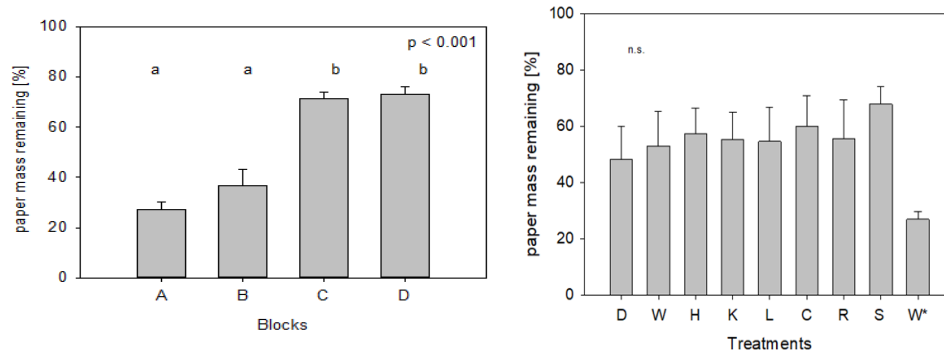 100
80
60
40
20
0
paper mass remaining [%]
p < 0.001
a a b b
A B C D
Blocks
100
80
60
40
20
0
paper mass remaining [%]
n.s.
D W H K L C R S W*
Treatments